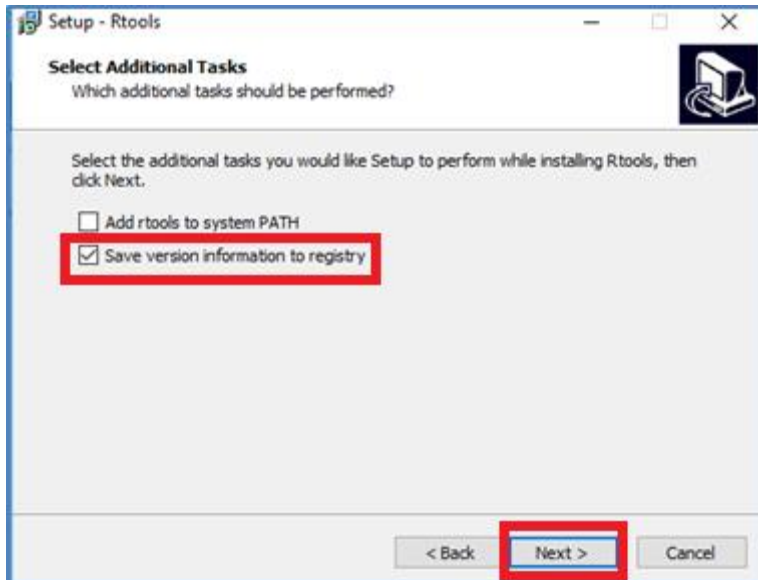 Setup - Rtools
Select Additional Tasks
Which additional tasks should be performed?
Select the additional tasks you would like Setup to perform while installing Rtools, then
click Next.
Add rtools to system PATH
Save version information to registry
< Back Next > Cancel